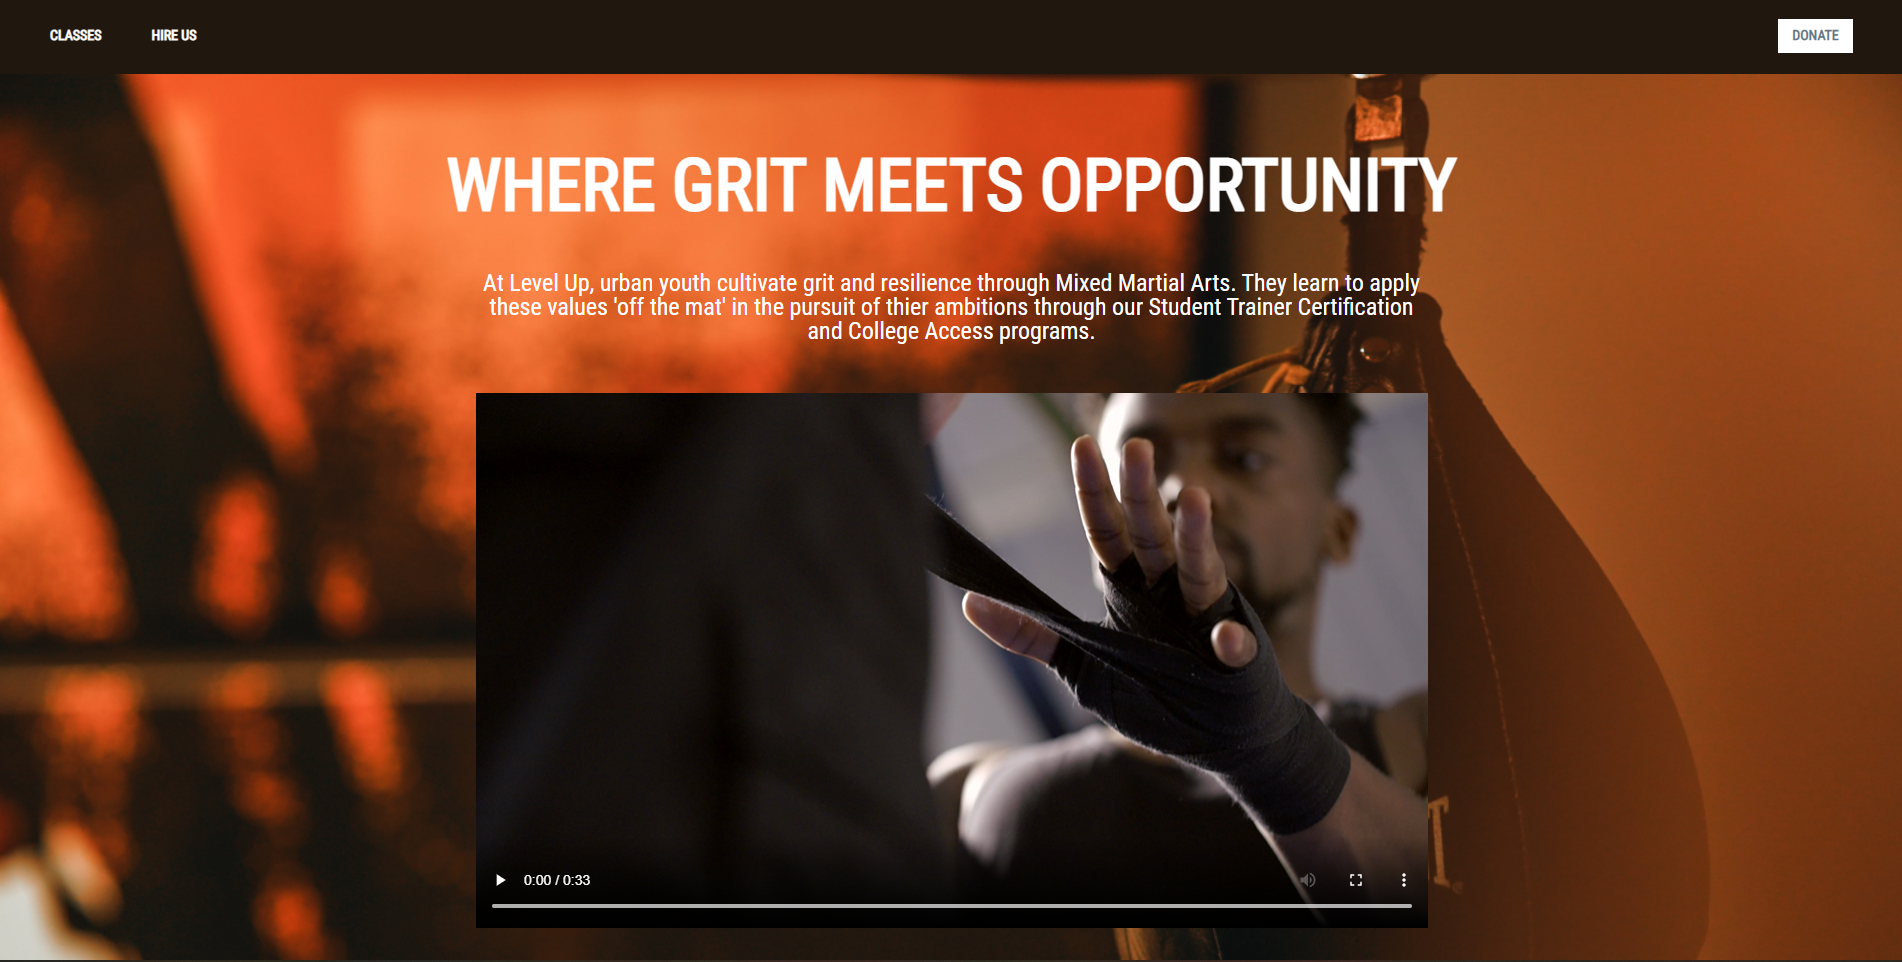 CLASSES
HIRE US
DONATE
WHERE GRIT MEETS OPPORTUNITY
At Level Up, urban youth cultivate grit and resilience through Mixed Martial Arts. They learn to apply
these values 'off the mat' in the pursuit of thier ambitions through our Student Trainer Certification
and College Access programs.
0:00 / 0:33